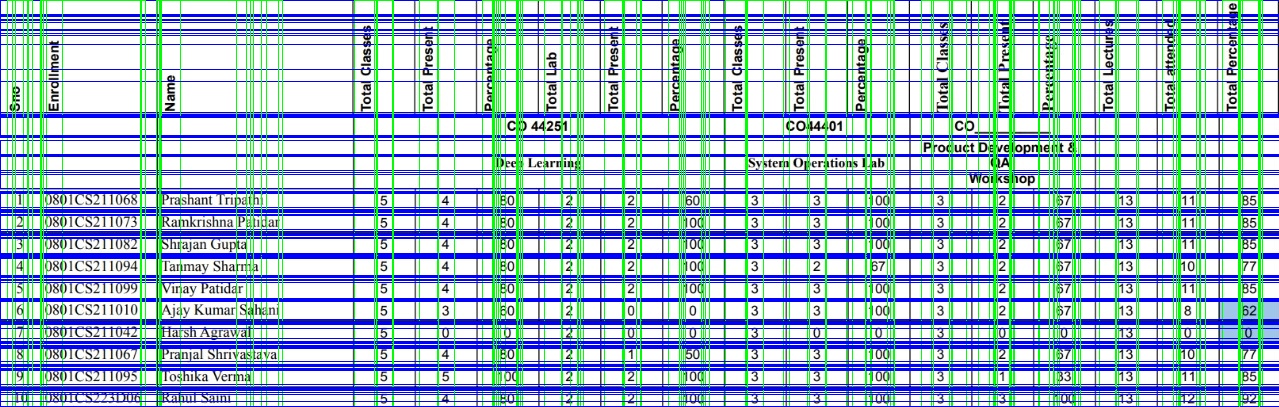 Sno Enrollment Name Total Classes Total Present Percentage Total Lab Total Present Percentage Total Classes Total Present Percentage Total Classes Total Present Percentage Total Lectures Total attended Total Percentage
CO 44251 CO44401 CO__________
Deep Learning System Operations Lab Product Development & QA Workshop
1 0801CS211068 Prashant Tripathi 5 4 80 2 2 60 3 3 100 3 2 67 13 11 85
2 0801CS211073 Ramkrishna Patidar 5 4 80 2 2 100 3 3 100 3 2 67 13 11 85
3 0801CS211082 Shrajan Gupta 5 4 80 2 2 100 3 3 100 3 2 67 13 11 85
4 0801CS211094 Tanmay Sharma 5 4 80 2 2 100 3 2 67 3 2 67 13 10 77
5 0801CS211099 Vinay Patidar 5 4 80 2 2 100 3 3 100 3 2 67 13 11 85
6 0801CS211010 Ajay Kumar Sahani 5 3 60 2 0 0 3 3 100 3 2 67 13 8 62
7 0801CS211042 Harsh Agrawal 5 0 0 2 0 0 3 0 0 3 0 0 13 0 0
8 0801CS211067 Pranjal Shrivastava 5 4 80 2 1 50 3 3 100 3 2 67 13 10 77
9 0801CS211095 Toshika Verma 5 5 100 2 2 100 3 3 100 3 1 33 13 11 85
10 0801CS223D06 Rahul Saini 5 4 80 2 2 100 3 3 100 3 3 100 13 12 92